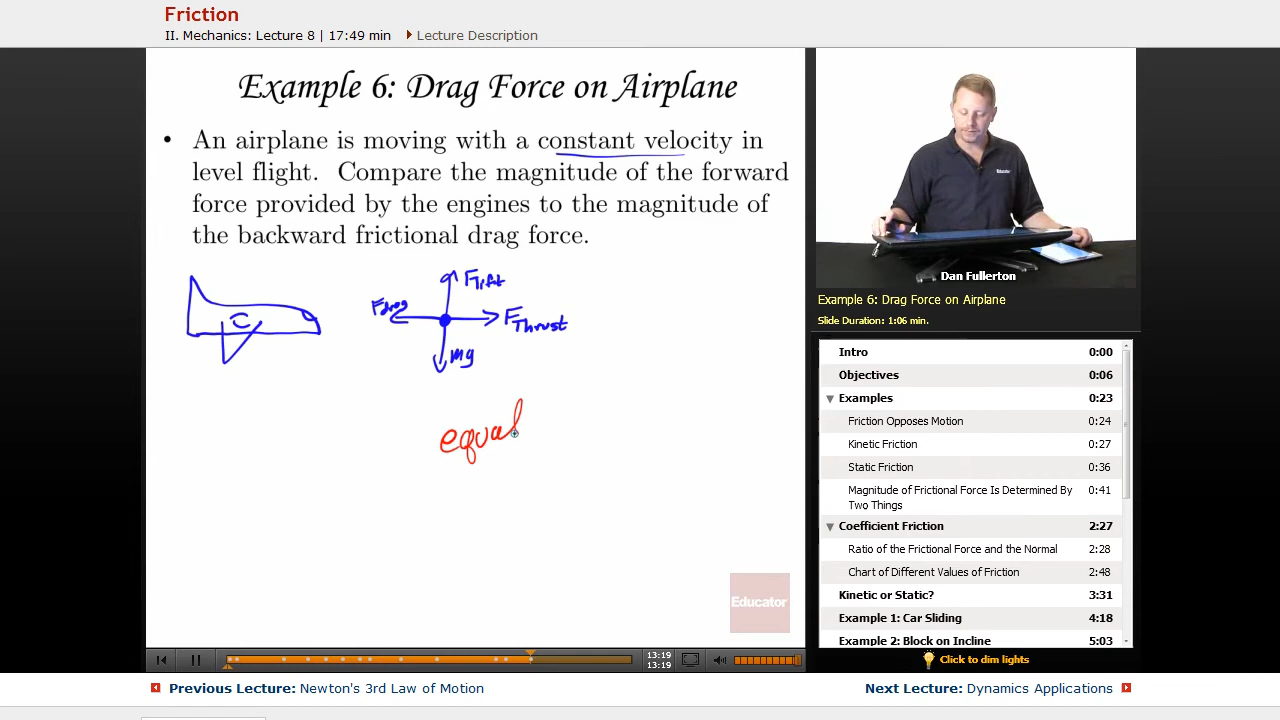 Friction
II. Mechanics: Lecture 8 | 17:49 min
Lecture Description
Example 6: Drag Force on Airplane
• An airplane is moving with a constant velocity in
level flight. Compare the magnitude of the forward
force provided by the engines to the magnitude of
the backward frictional drag force.
Flift
Fdrag
FThrust
mg
equal
Educator
Educator
Dan Fullerton
Example 6: Drag Force on Airplane
Slide Duration: 1:06 min.
Intro 0:00
Objectives 0:06
Examples 0:23
Friction Opposes Motion 0:24
Kinetic Friction 0:27
Static Friction 0:36
Magnitude of Frictional Force Is Determined By
Two Things 0:41
Coefficient Friction 2:27
Ratio of the Frictional Force and the Normal 2:28
Chart of Different Values of Friction 2:48
Kinetic or Static? 3:31
Example 1: Car Sliding 4:18
Example 2: Block on Incline 5:03
13:19
13:19
Click to dim lights
Previous Lecture: Newton's 3rd Law of Motion
Next Lecture: Dynamics Applications